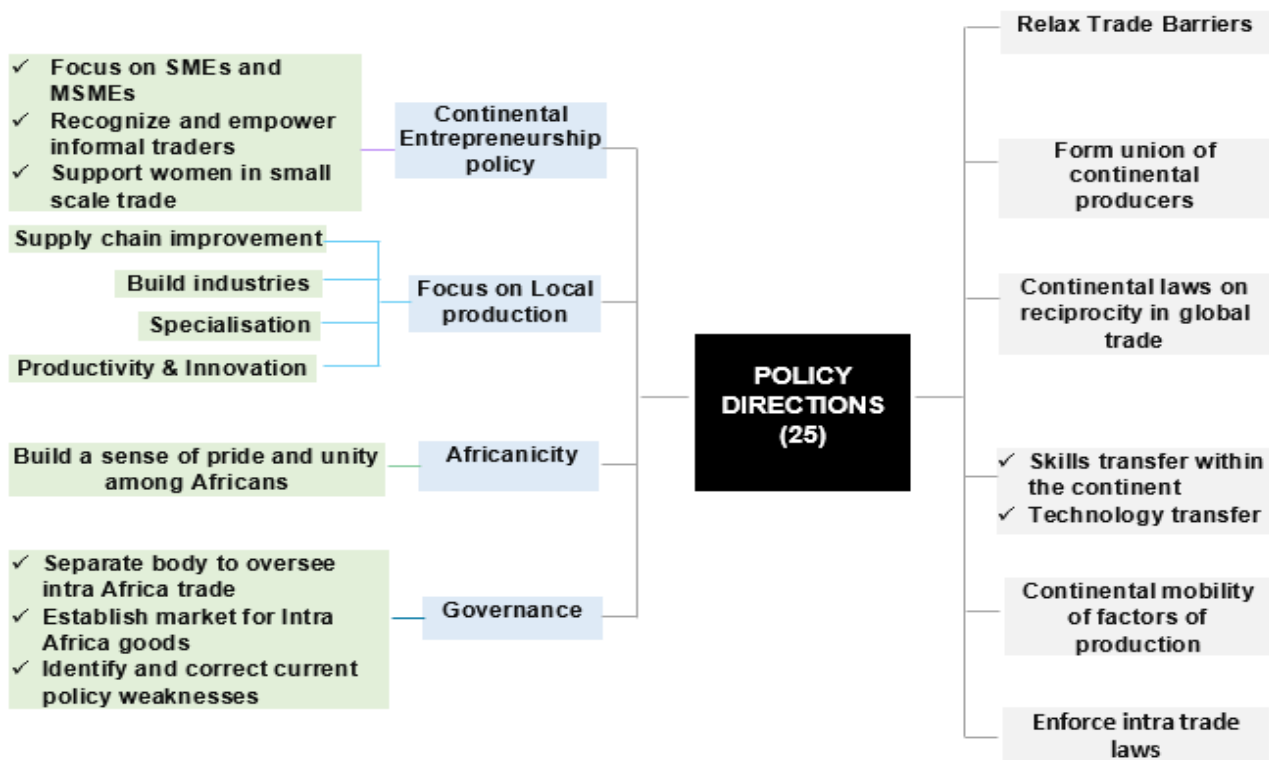 ✓ Focus on SMEs and
MSMEs
✓ Recognize and empower
informal traders
✓ Support women in small
scale trade
Continental
Entrepreneurship
policy
Supply chain improvement
Build industries
Specialisation
Productivity & Innovation
Focus on Local
production
Build a sense of pride and unity
among Africans
Africanicity
✓ Separate body to oversee
intra Africa trade
✓ Establish market for Intra
Africa goods
✓ Identify and correct current
policy weaknesses
Governance
POLICY
DIRECTIONS
(25)
Relax Trade Barriers
Form union of
continental
producers
Continental laws on
reciprocity in global
trade
✓ Skills transfer within
the continent
✓ Technology transfer
Continental mobility
of factors of
production
Enforce intra trade
laws